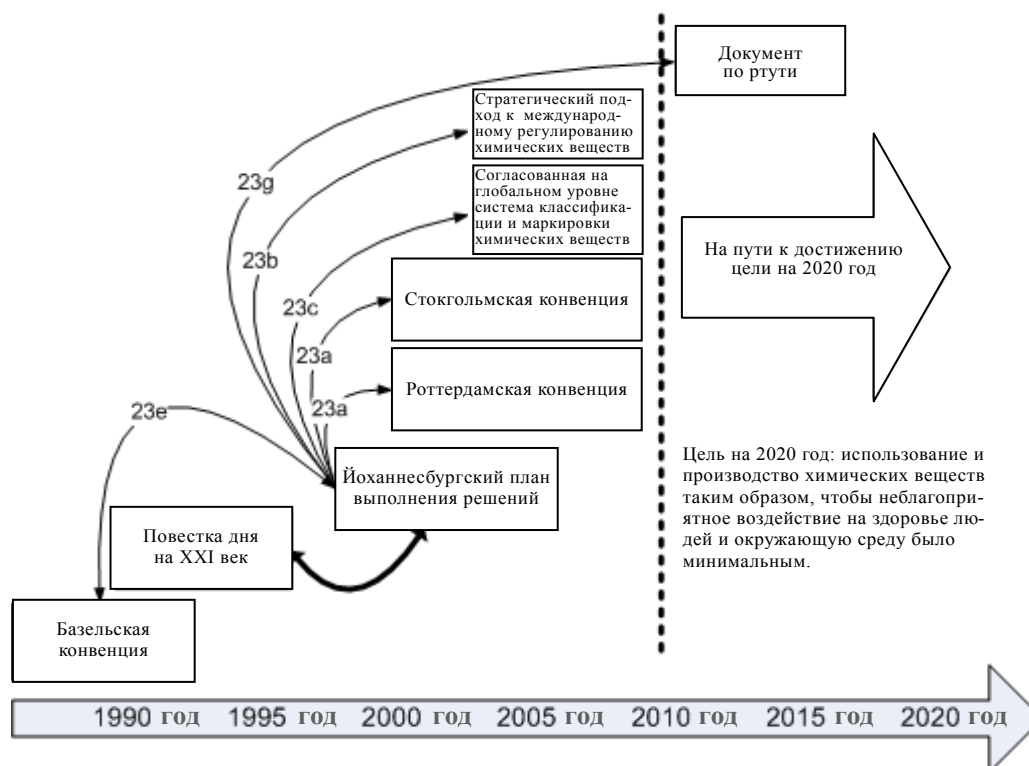 Документ
по ртути
Стратегический под-
ход к международ-
ному регулированию
химических веществ
23g
Согласованная на
глобальном уровне
система классифика-
ции и маркировки
химических веществ
На пути к достижению
цели на 2020 год
23b
23c
Стокгольмская конвенция
23a
Роттердамская конвенция
23a
23e
Йоханнесбургский план
выполнения решений
Цель на 2020 год: использование и
производство химических веществ
таким образом, чтобы неблагопри-
ятное воздействие на здоровье лю-
дей и окружающую среду было
минимальным.
Повестка дня
на XXI век
Базельская
конвенция
1990 год 1995 год 2000 год 2005 год 2010 год 2015 год 2020 год